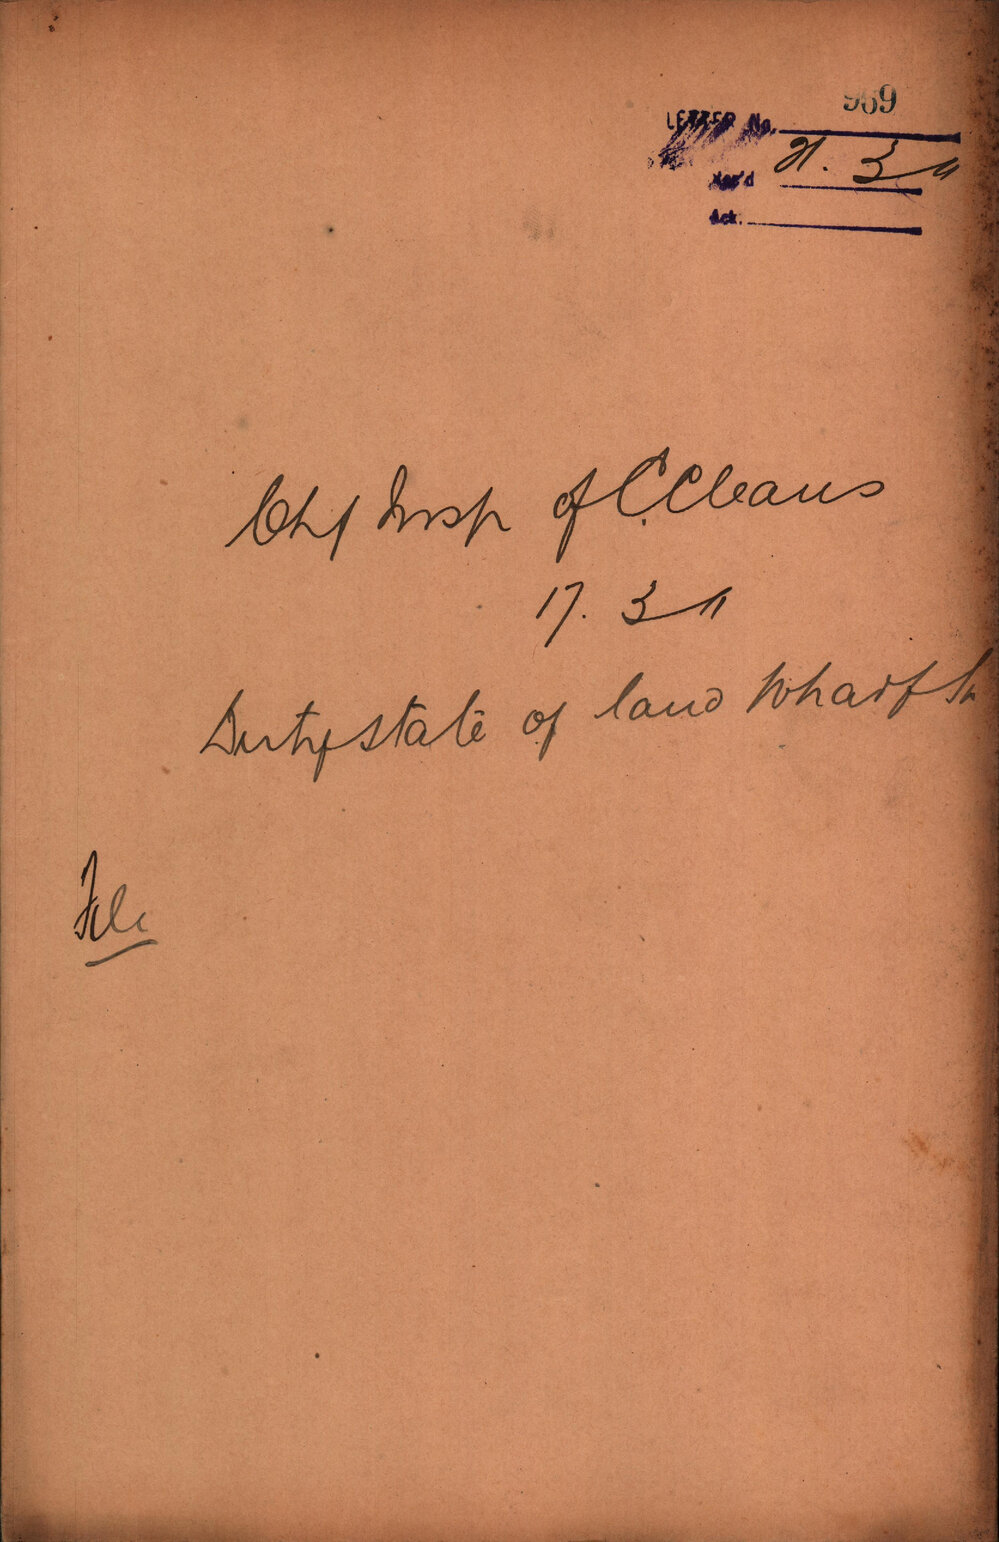 969
LETTER No.
Rec'd 21. 3 11
Ack.
Chf Insp of C. Cleans
17. 3 11
Dirty state of land Wharf St
File